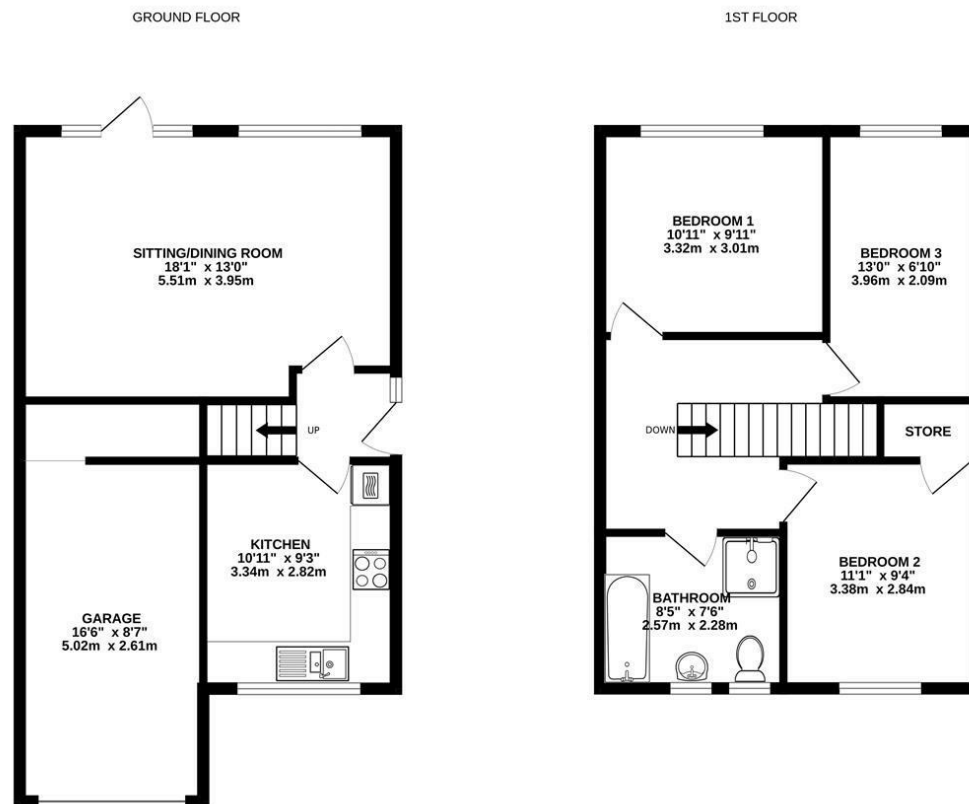 GROUND FLOOR
SITTING/DINING ROOM
18'1" x 13'0"
5.51m x 3.95m
UP
KITCHEN
10'11" x 9'3"
3.34m x 2.82m
GARAGE
16'6" x 8'7"
5.02m x 2.61m
1ST FLOOR
BEDROOM 1
10'11" x 9'11"
3.32m x 3.01m
BEDROOM 3
13'0" x 6'10"
3.96m x 2.09m
DOWN
STORE
BEDROOM 2
11'1" x 9'4"
3.38m x 2.84m
BATHROOM
8'5" x 7'6"
2.57m x 2.28m